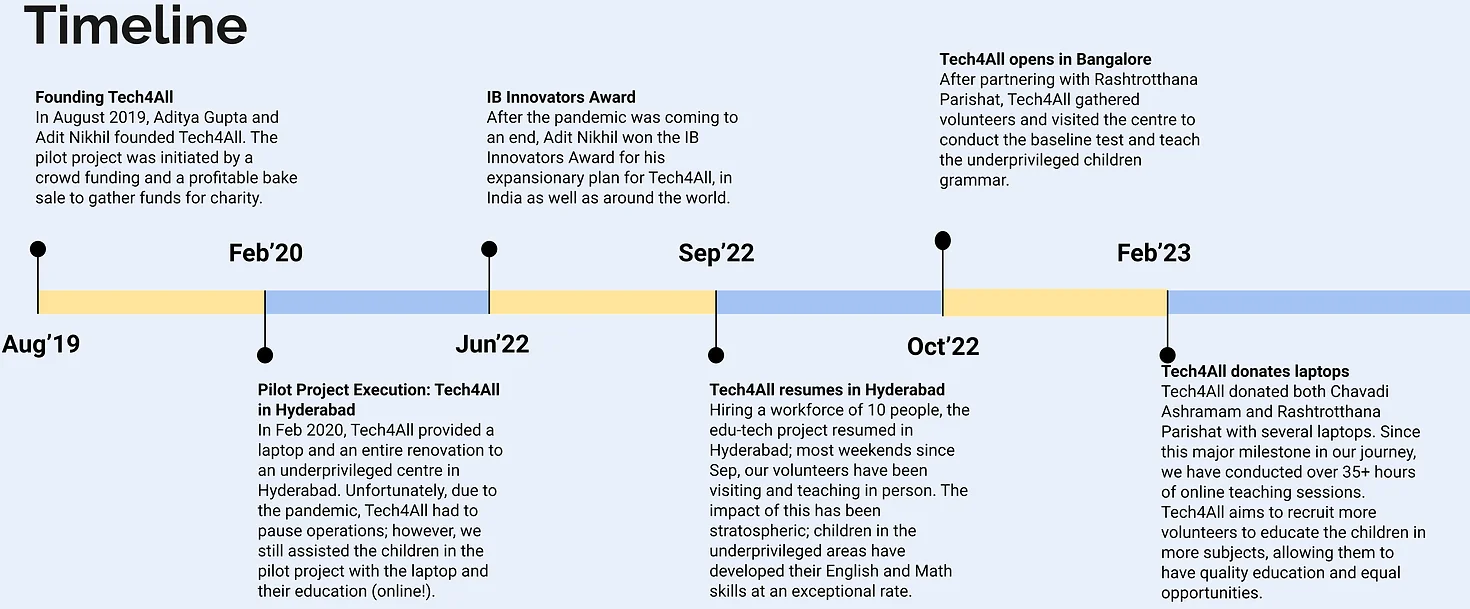 Timeline
Founding Tech4All
In August 2019, Aditya Gupta and
Adit Nikhil founded Tech4All. The
pilot project was initiated by a
crowd funding and a profitable bake
sale to gather funds for charity.
IB Innovators Award
After the pandemic was coming to
an end, Adit Nikhil won the IB
Innovators Award for his
expansionary plan for Tech4All, in
India as well as around the world.
Tech4All opens in Bangalore
After partnering with Rashtrotthana
Parishat, Tech4All gathered
volunteers and visited the centre to
conduct the baseline test and teach
the underprivileged children
grammar.
Feb’20
Sep’22
Feb’23
Aug’19
Jun’22
Oct’22
Pilot Project Execution: Tech4All
in Hyderabad
In Feb 2020, Tech4All provided a
laptop and an entire renovation to
an underprivileged centre in
Hyderabad. Unfortunately, due to
the pandemic, Tech4All had to
pause operations; however, we
still assisted the children in the
pilot project with the laptop and
their education (online!).
Tech4All resumes in Hyderabad
Hiring a workforce of 10 people, the
edu-tech project resumed in
Hyderabad; most weekends since
Sep, our volunteers have been
visiting and teaching in person. The
impact of this has been
stratospheric; children in the
underprivileged areas have
developed their English and Math
skills at an exceptional rate.
Tech4All donates laptops
Tech4All donated both Chavadi
Ashramam and Rashtrotthana
Parishat with several laptops. Since
this major milestone in our journey,
we have conducted over 35+ hours
of online teaching sessions.
Tech4All aims to recruit more
volunteers to educate the children in
more subjects, allowing them to
have quality education and equal
opportunities.